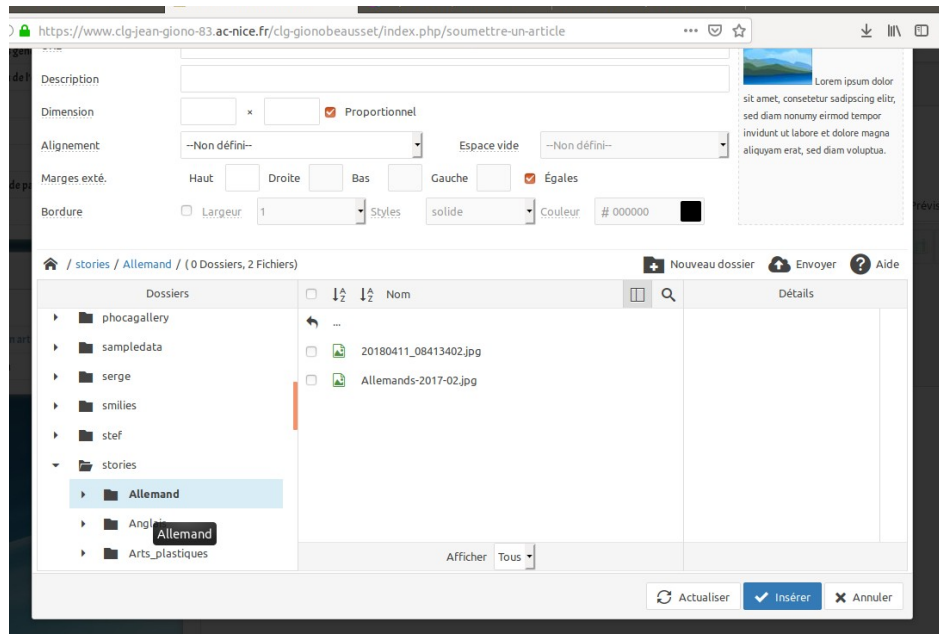 https://www.clg-jean-giono-83.ac-nice.fr/clg-gionobeausset/index.php/soumettre-un-article
Description
Dimension × Proportionnel
Alignement --Non défini-- Espace vide --Non défini--
Marges exté. Haut Droite Bas Gauche Égales
Bordure Largeur 1 Styles solide Couleur # 000000
Lorem ipsum dolor
sit amet, consetetur sadipscing elitr,
sed diam nonumy eirmod tempor
invidunt ut labore et dolore magna
aliquyam erat, sed diam voluptua.
/ stories / Allemand / ( 0 Dossiers, 2 Fichiers) Nouveau dossier Envoyer Aide
Dossiers Nom Détails
phocagallery ...
sampledata 20180411_08413402.jpg
serge Allemands-2017-02.jpg
smilies
stef
stories
Allemand
Allemand
Arts_plastiques
Afficher Tous
Actualiser Insérer Annuler